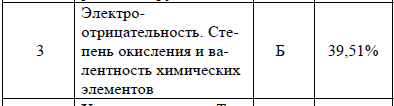 Электро-
отрицательность. Сте-
пень окисления и ва-
3 лентность химических Б 39,51%
элементов